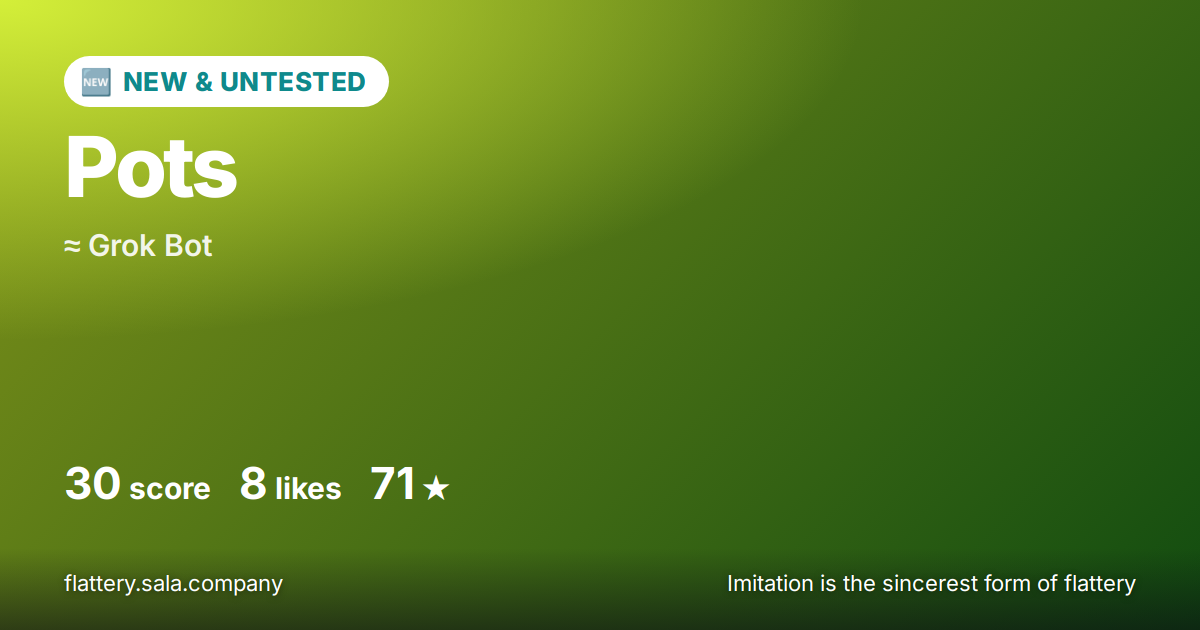 🆕 NEW & UNTESTED
Pots
≈ Grok Bot
30 score 8 likes 71 ★
flattery.sala.company
Imitation is the sincerest form of flattery